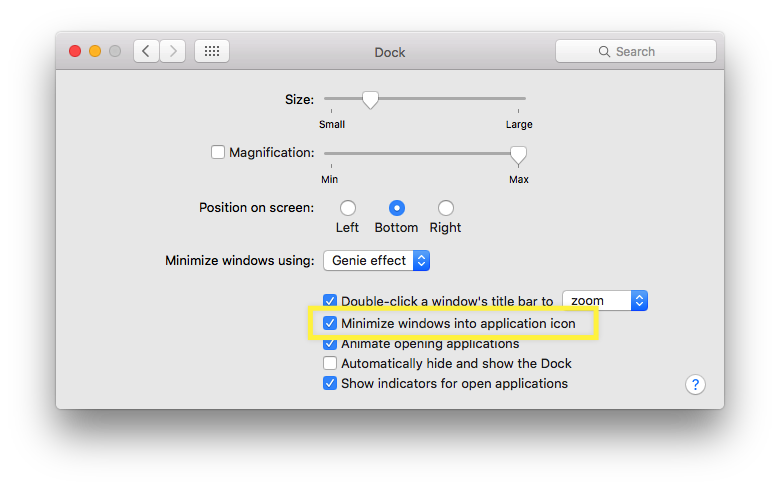 Dock
Search
Size:
Small Large
Magnification:
Min Max
Position on screen:
Left Bottom Right
Minimize windows using: Genie effect
Double-click a window's title bar to zoom
Minimize windows into application icon
Animate opening applications
Automatically hide and show the Dock
Show indicators for open applications
?